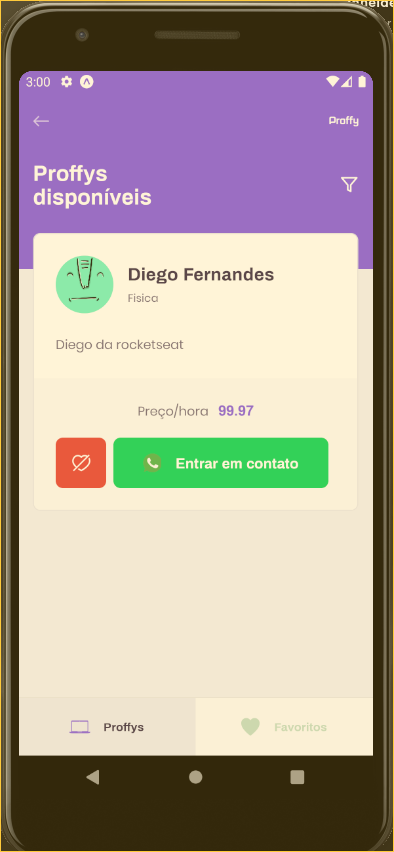 3:00
Proffy
Proffys
disponíveis
Diego Fernandes
Física
Diego da rocketseat
Preço/hora 99.97
Entrar em contato
Proffys
Favoritos